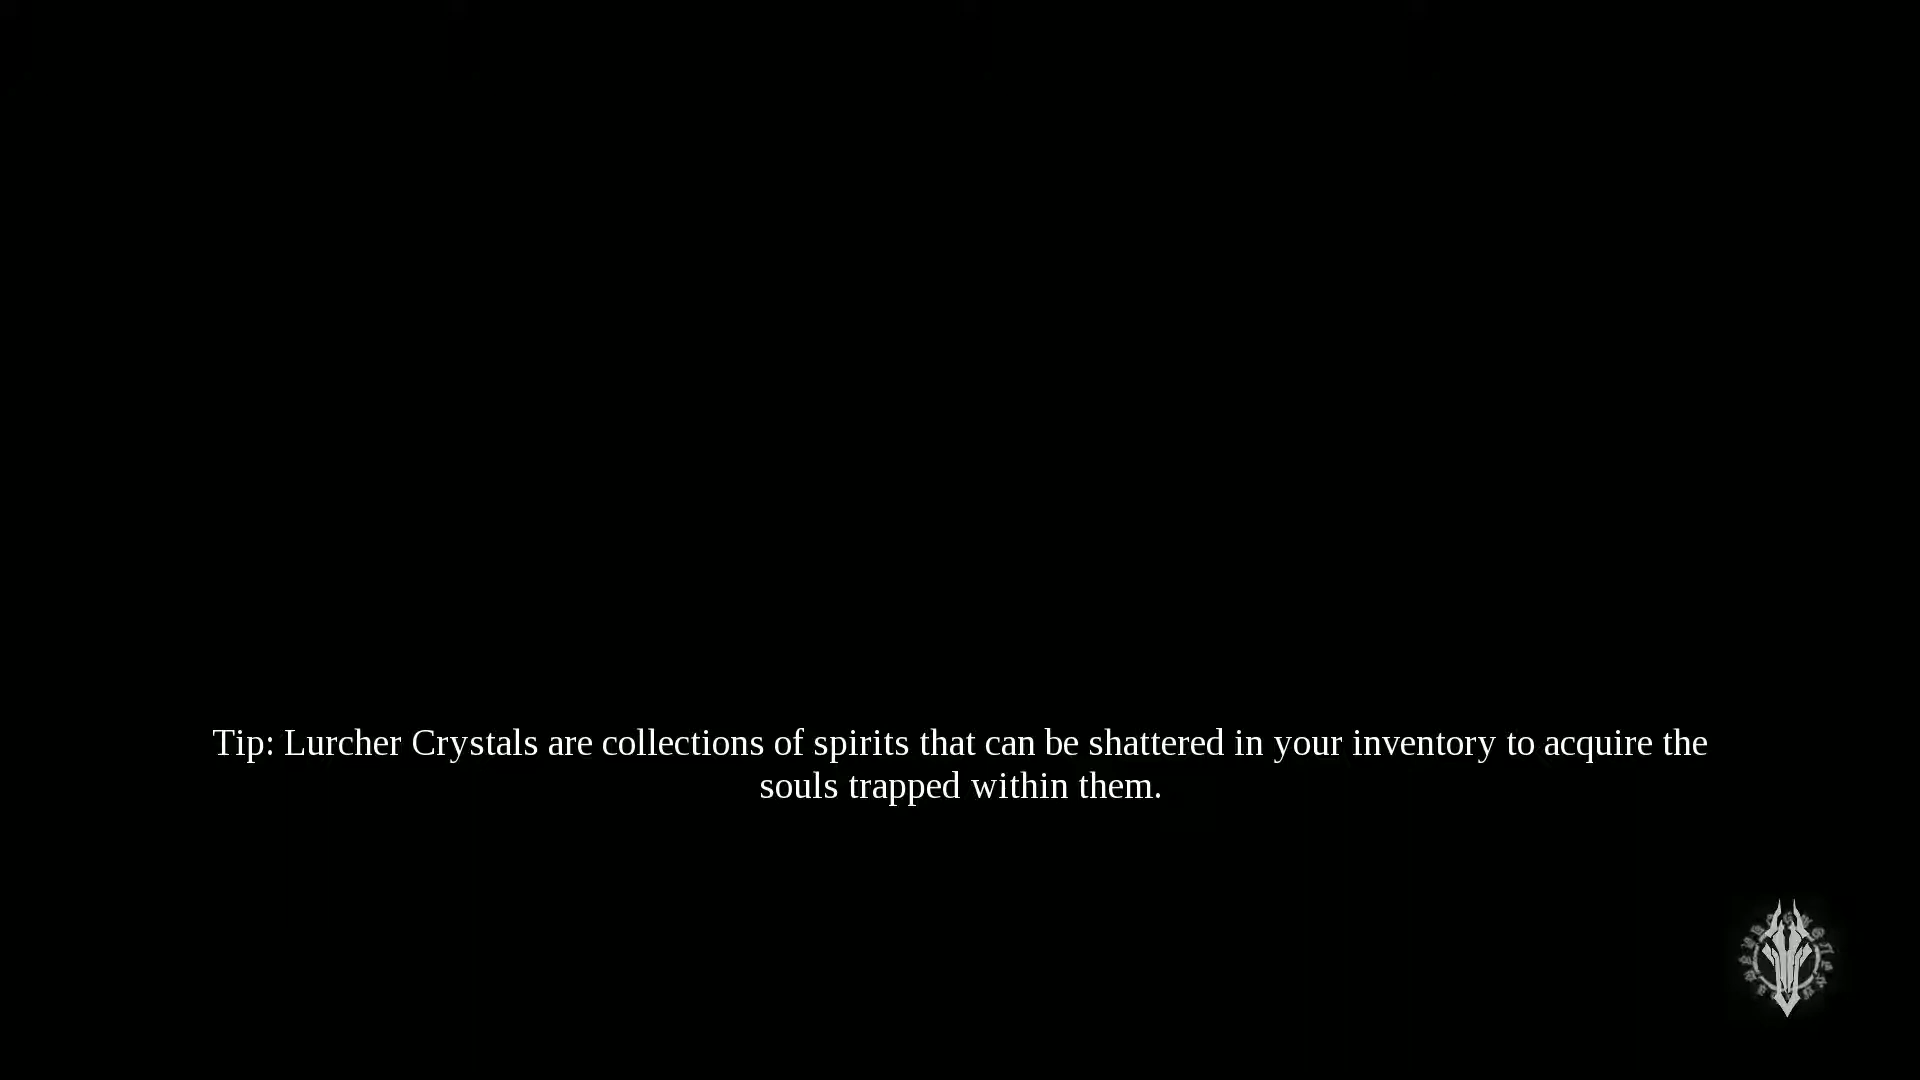 Tip: Lurcher Crystals are collections of spirits that can be shattered in your inventory to acquire the
souls trapped within them.